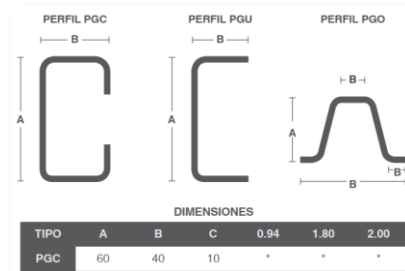 PERFIL PGC PERFIL PGU PERFIL PGO
B B B
A A A
B
B
DIMENSIONES
TIPO A B C 0.94 1.80 2.00
PGC 60 40 10 * * *